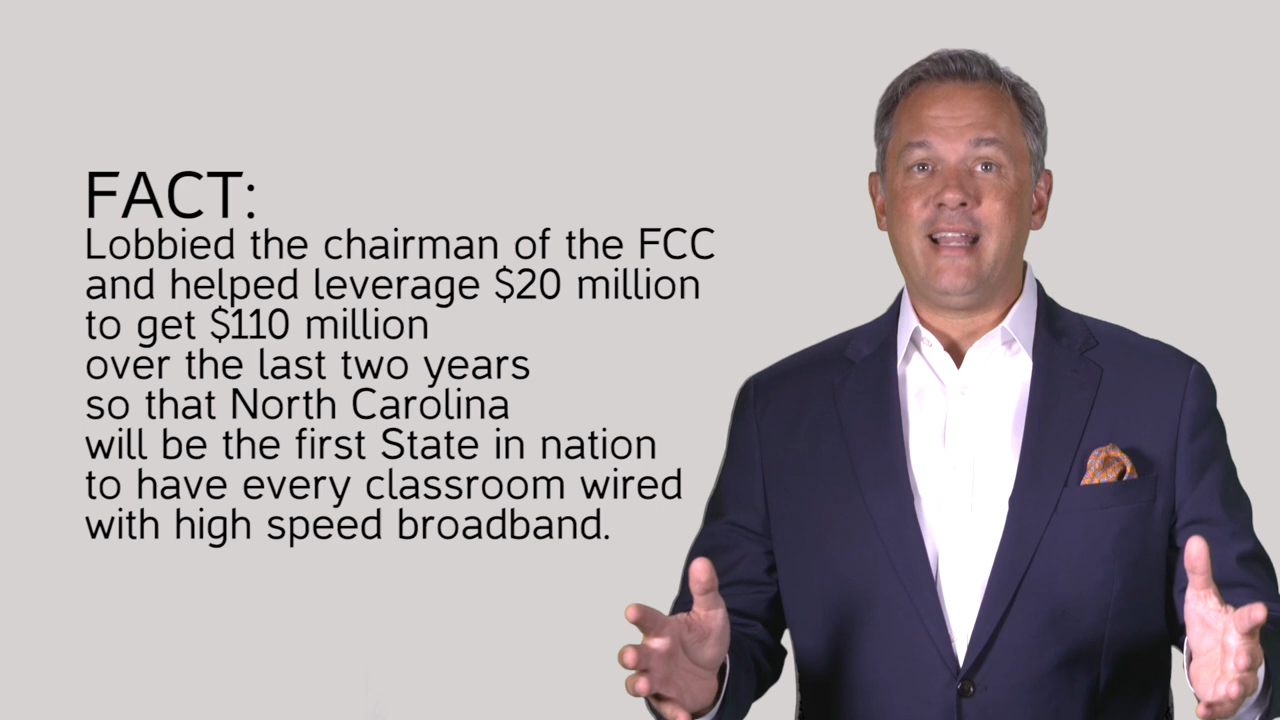 FACT:
Lobbied the chairman of the FCC
and helped leverage $20 million
to get $110 million
over the last two years
so that North Carolina
will be the first State in nation
to have every classroom wired
with high speed broadband.